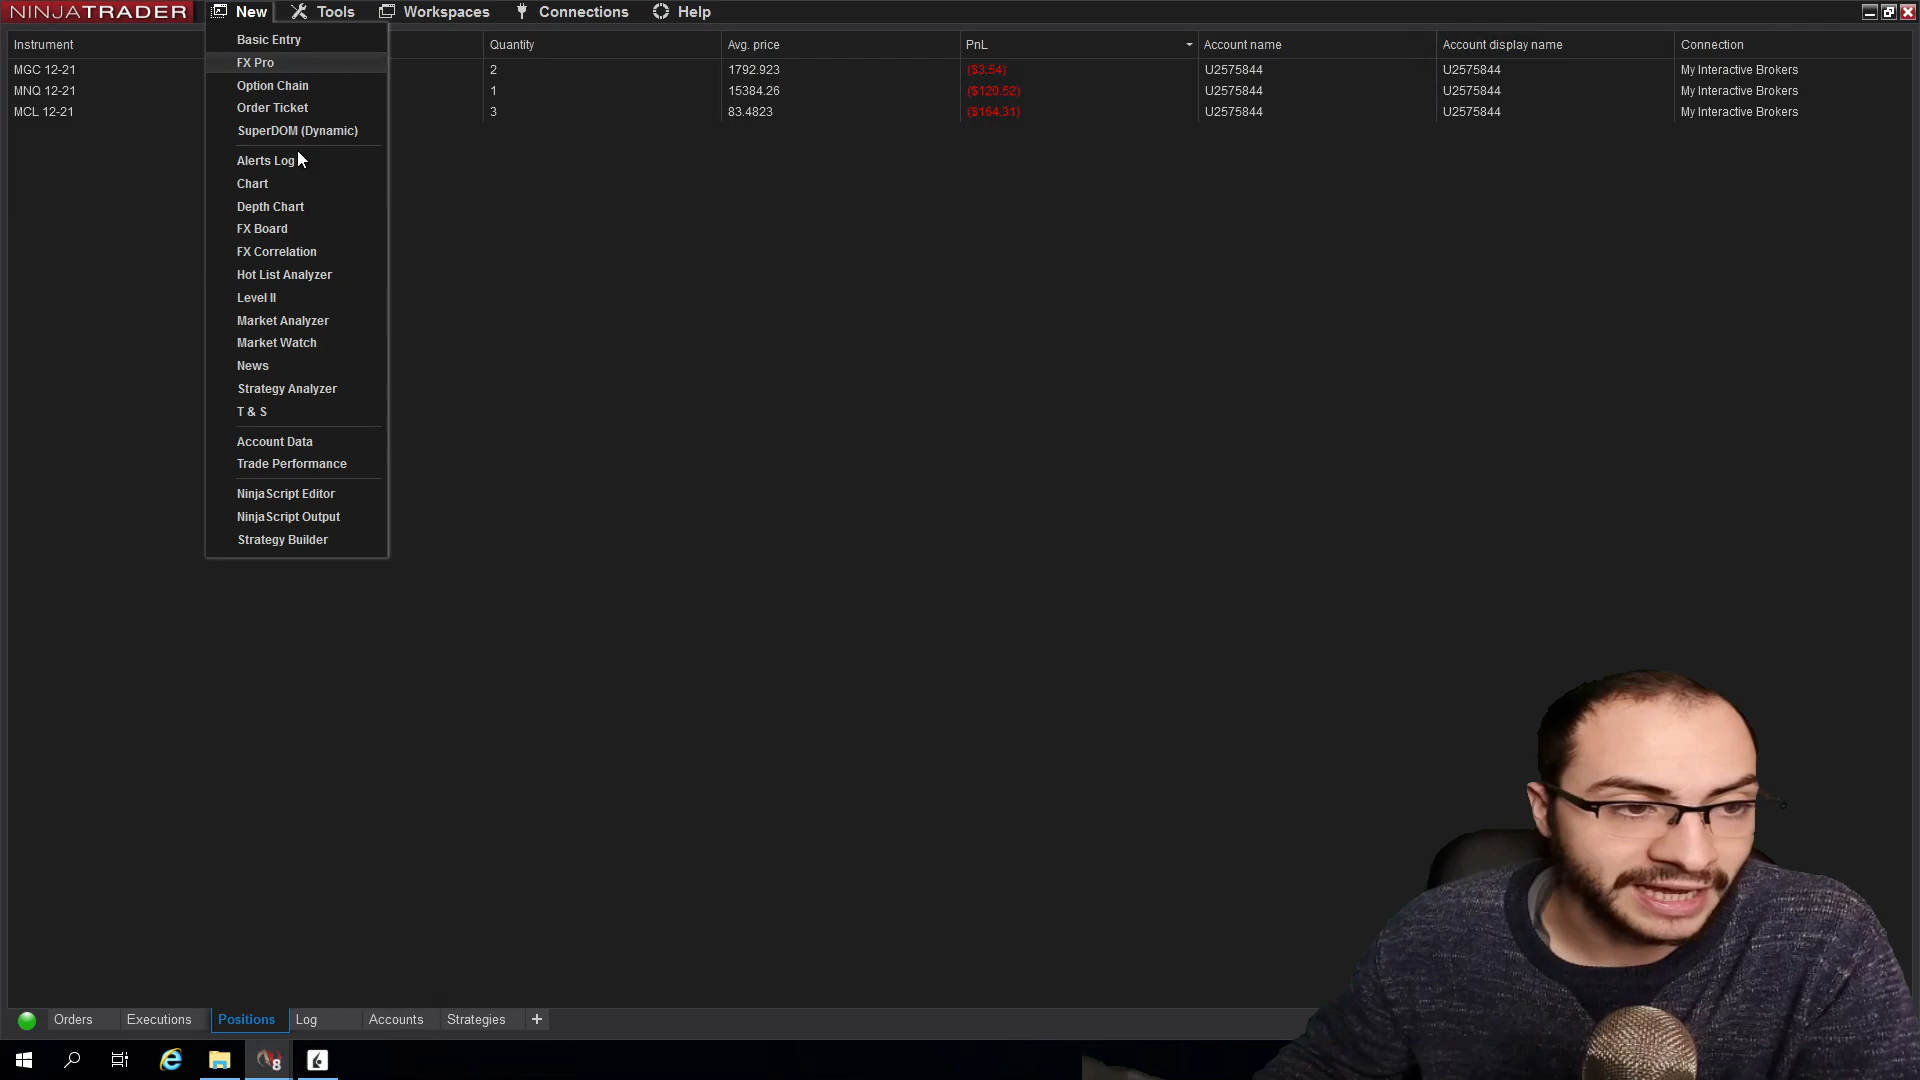 NINJATRADER New Tools Workspaces Connections Help
Instrument Quantity Avg. price PnL Account name Account display name Connection
MGC 12-21 2 1792.923 ($3.54) U2575844 U2575844 My Interactive Brokers
MNQ 12-21 1 15384.26 ($120.52) U2575844 U2575844 My Interactive Brokers
MCL 12-21 3 83.4823 ($164.31) U2575844 U2575844 My Interactive Brokers
Basic Entry
FX Pro
Option Chain
Order Ticket
SuperDOM (Dynamic)
Alerts Log
Chart
Depth Chart
FX Board
FX Correlation
Hot List Analyzer
Level II
Market Analyzer
Market Watch
News
Strategy Analyzer
T & S
Account Data
Trade Performance
NinjaScript Editor
NinjaScript Output
Strategy Builder
Orders Executions Positions Log Accounts Strategies +
8